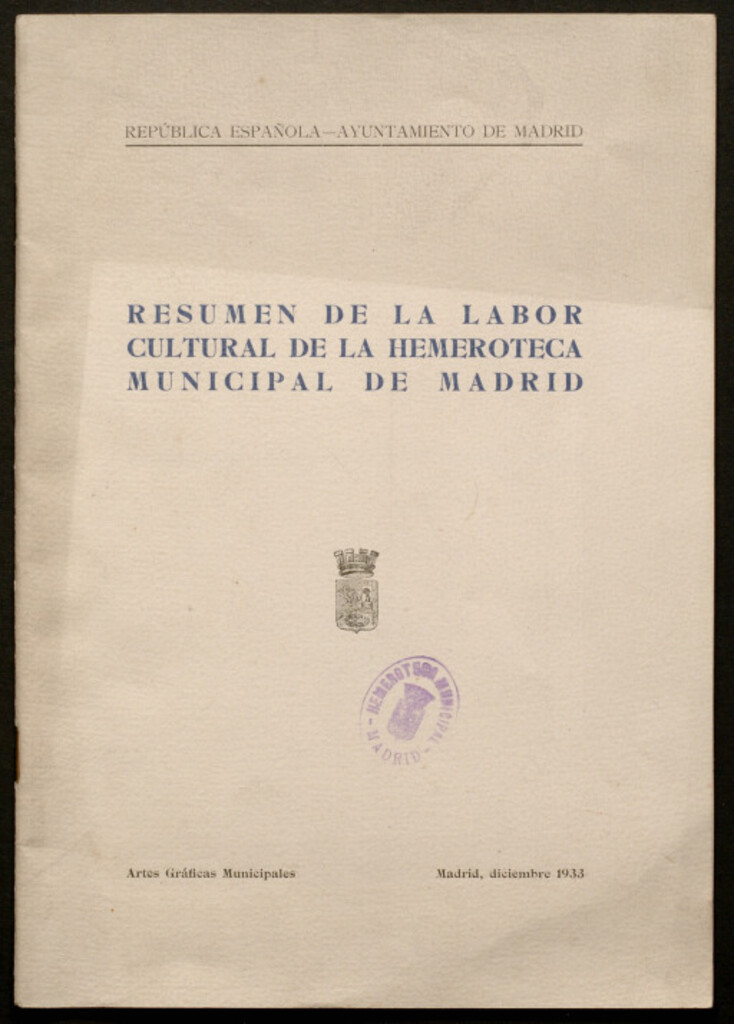 REPÚBLICA ESPAÑOLA—AYUNTAMIENTO DE MADRID
RESUMEN DE LA LABOR
CULTURAL DE LA HEMEROTECA
MUNICIPAL DE MADRID
HEMEROTECA MUNICIPAL
- MADRID -
Artes Gráficas Municipales
Madrid, diciembre 1933